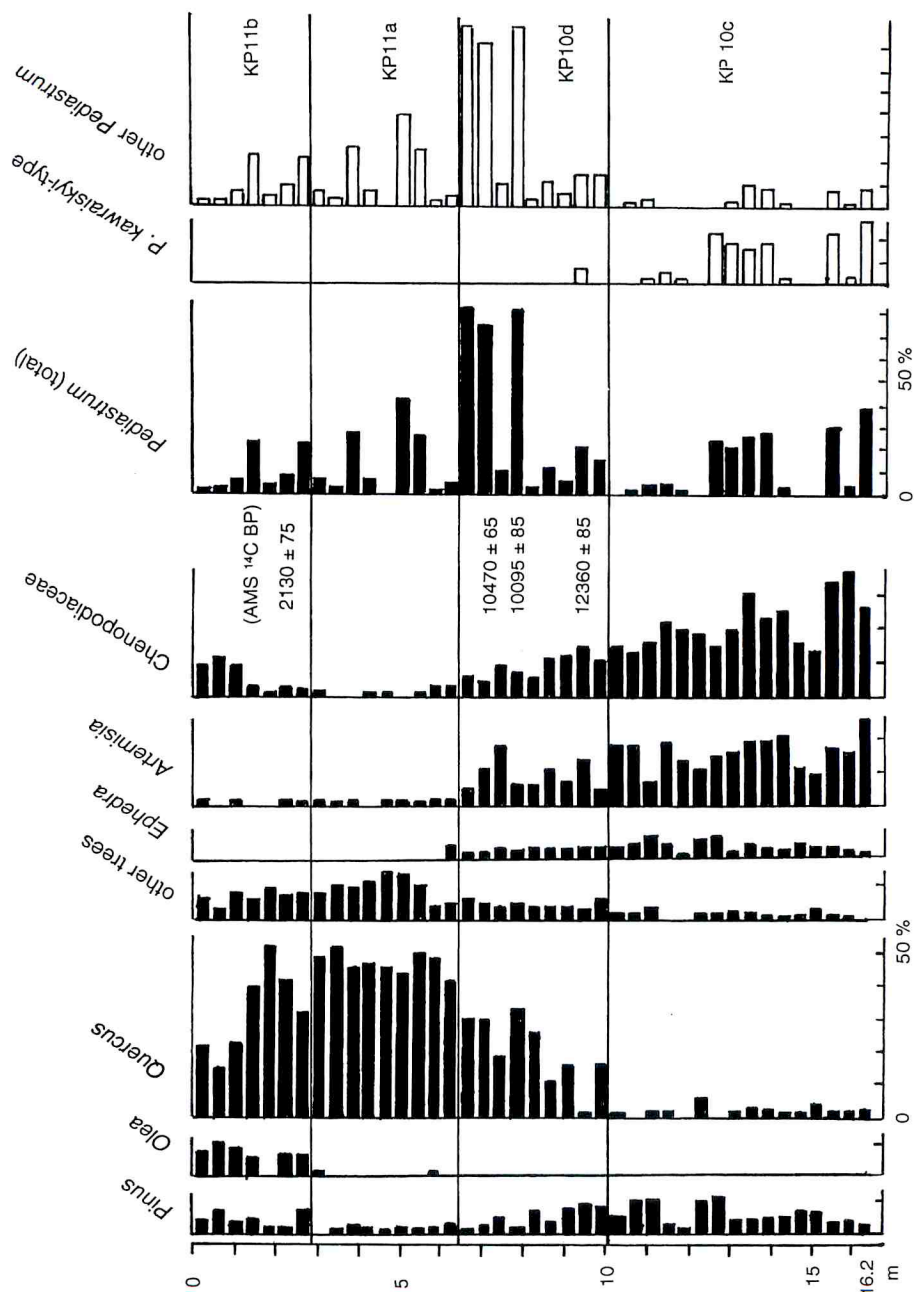 Pinus
Olea
Quercus
other trees
Ephedra
Artemisia
Chenopodiaceae
Pediastrum (total)
P. kawraiskyi-type
other Pediastrum
(AMS ¹⁴C BP)
2130 ± 75
10470 ± 65
10095 ± 85
12360 ± 85
KP11b
KP11a
KP10d
KP 10c
0
5
10
15
16.2
m
0
50 %
0
50 %